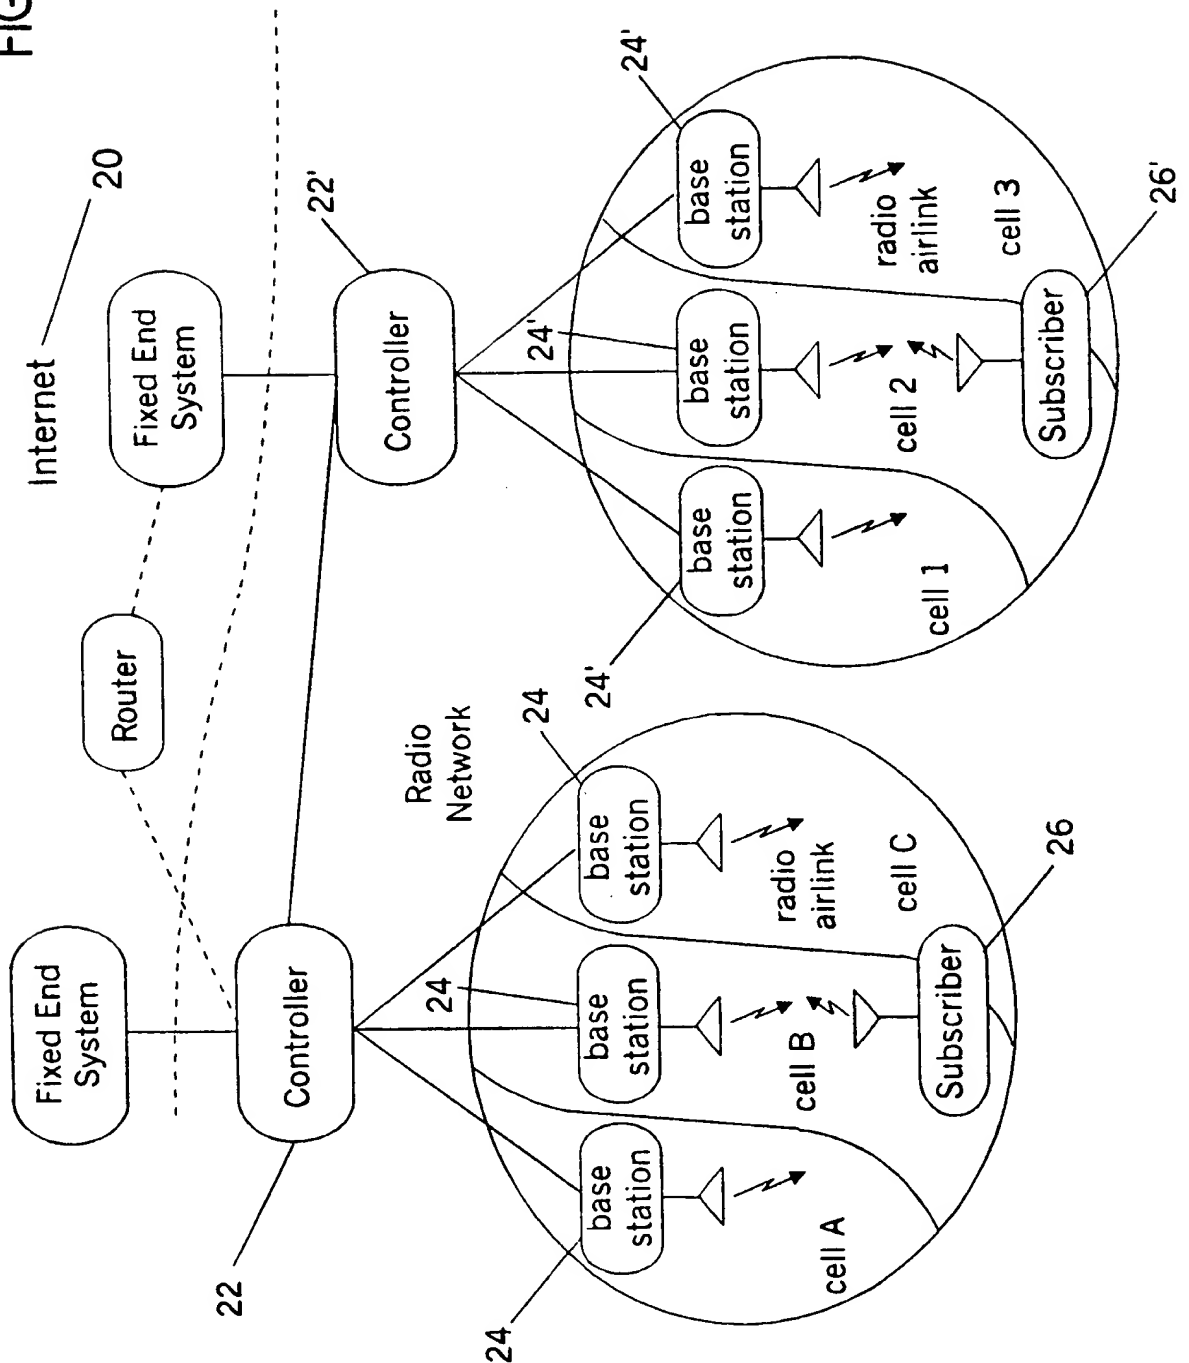 FIG
Internet
20
Fixed End
System
Router
Fixed End
System
22
Controller
22'
Controller
Radio
Network
24
24
24
24'
24'
24'
base
station
base
station
base
station
base
station
base
station
base
station
cell A
cell B
radio
airlink
cell C
Subscriber
26
cell 1
cell 2
radio
airlink
cell 3
Subscriber
26'